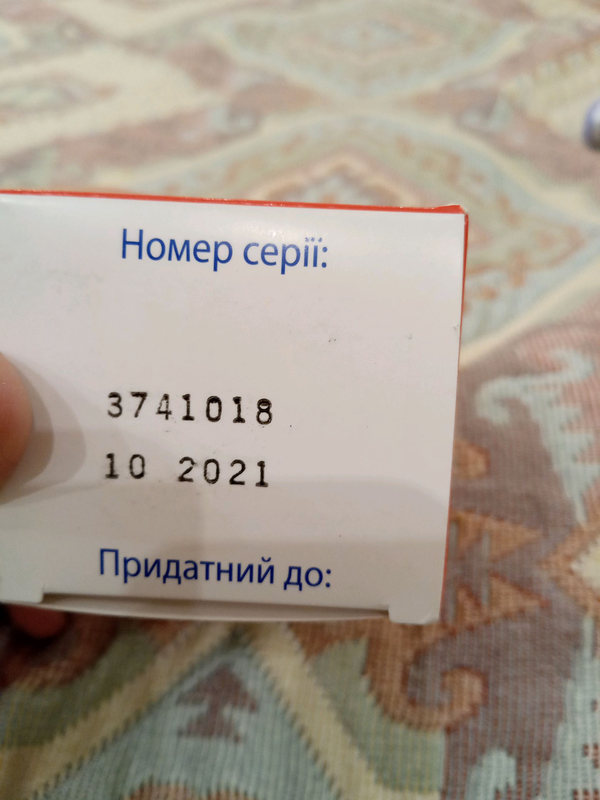 Номер серії:
3741018
10 2021
Придатний до: